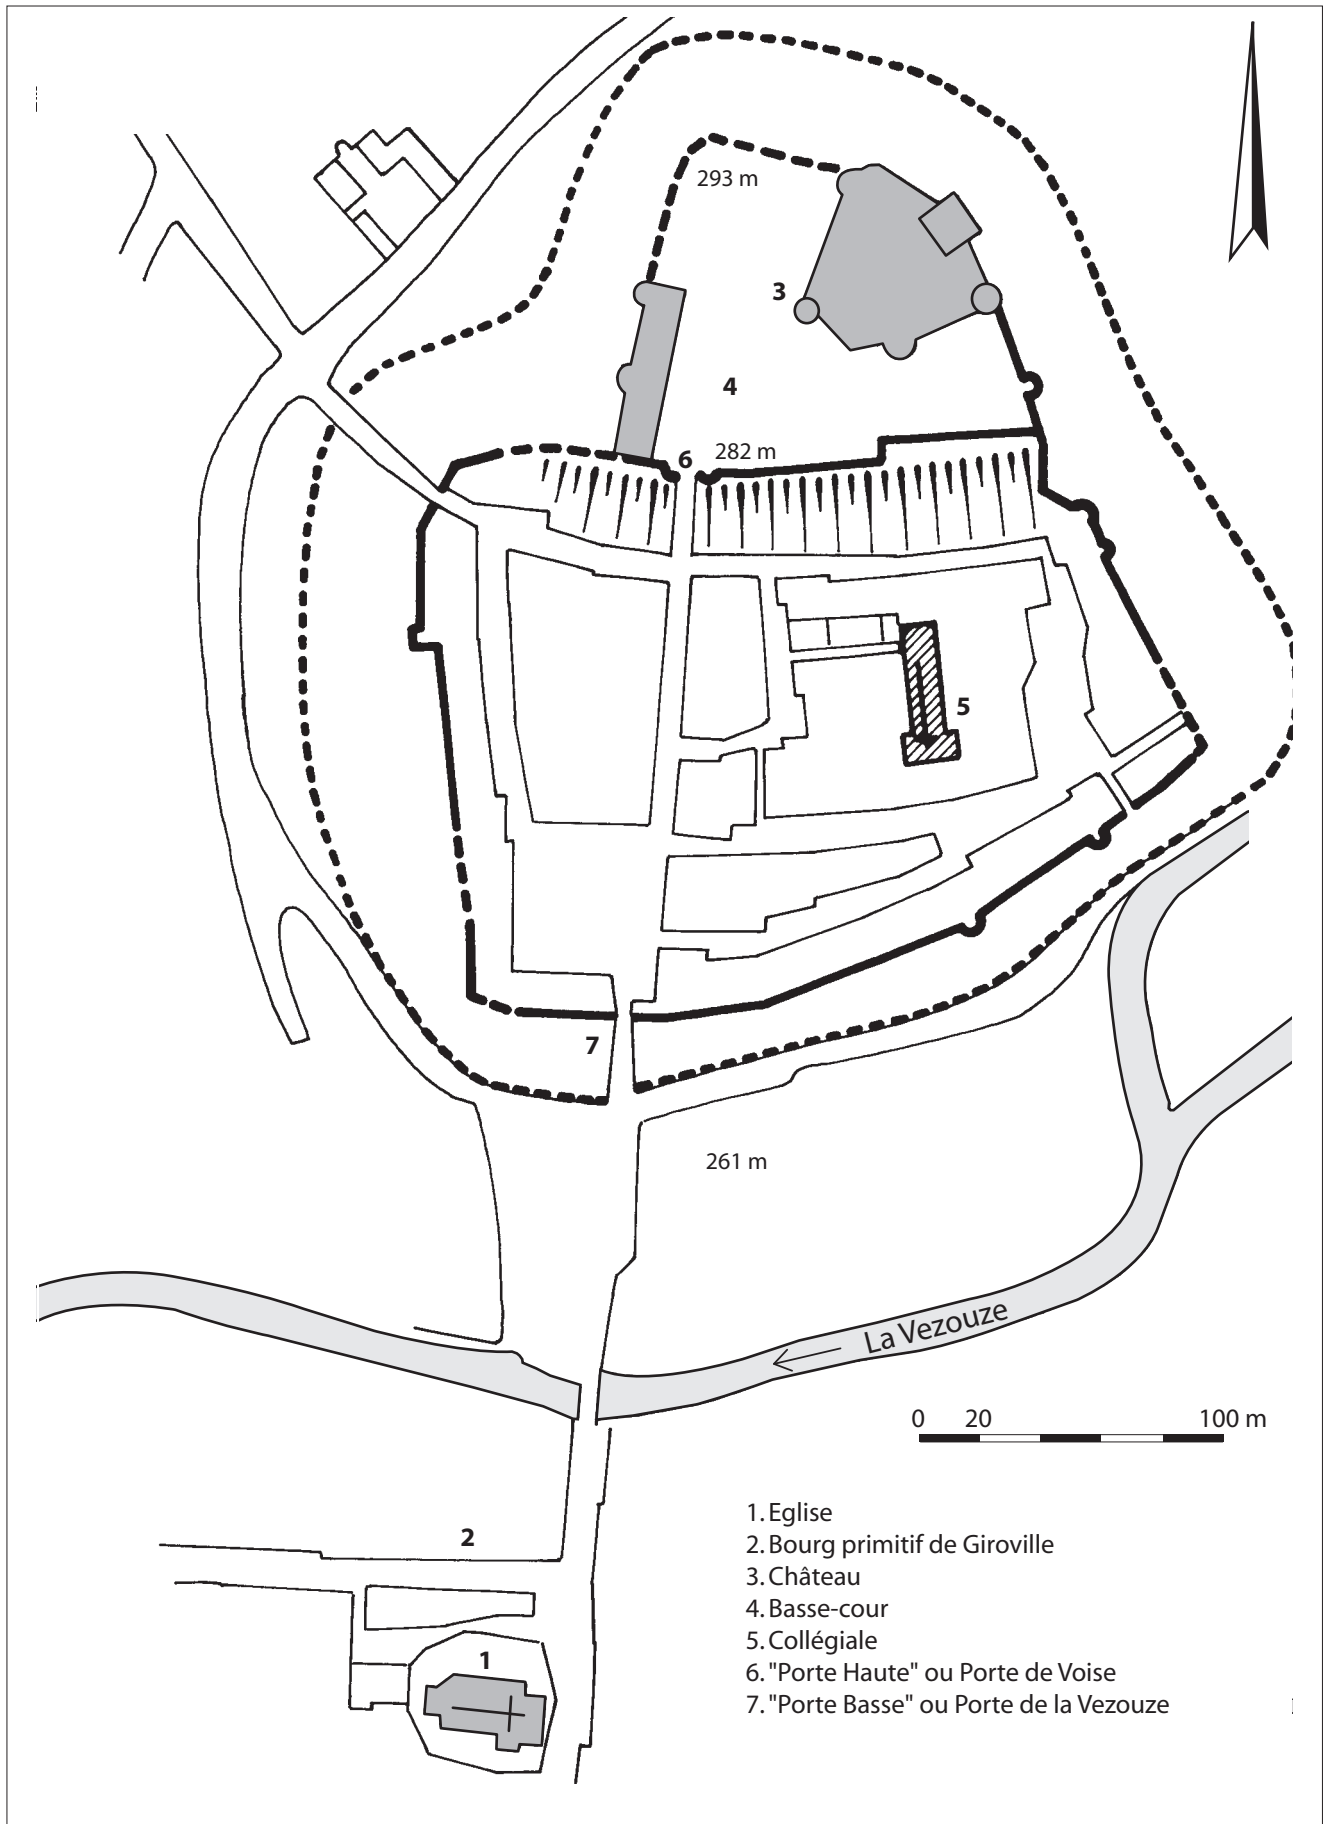 293 m
3
4
6
282 m
5
7
261 m
La Vezouze
0 20 100 m
2
1
1. Eglise
2. Bourg primitif de Giroville
3. Château
4. Basse-cour
5. Collégiale
6. "Porte Haute" ou Porte de Voise
7. "Porte Basse" ou Porte de la Vezouze